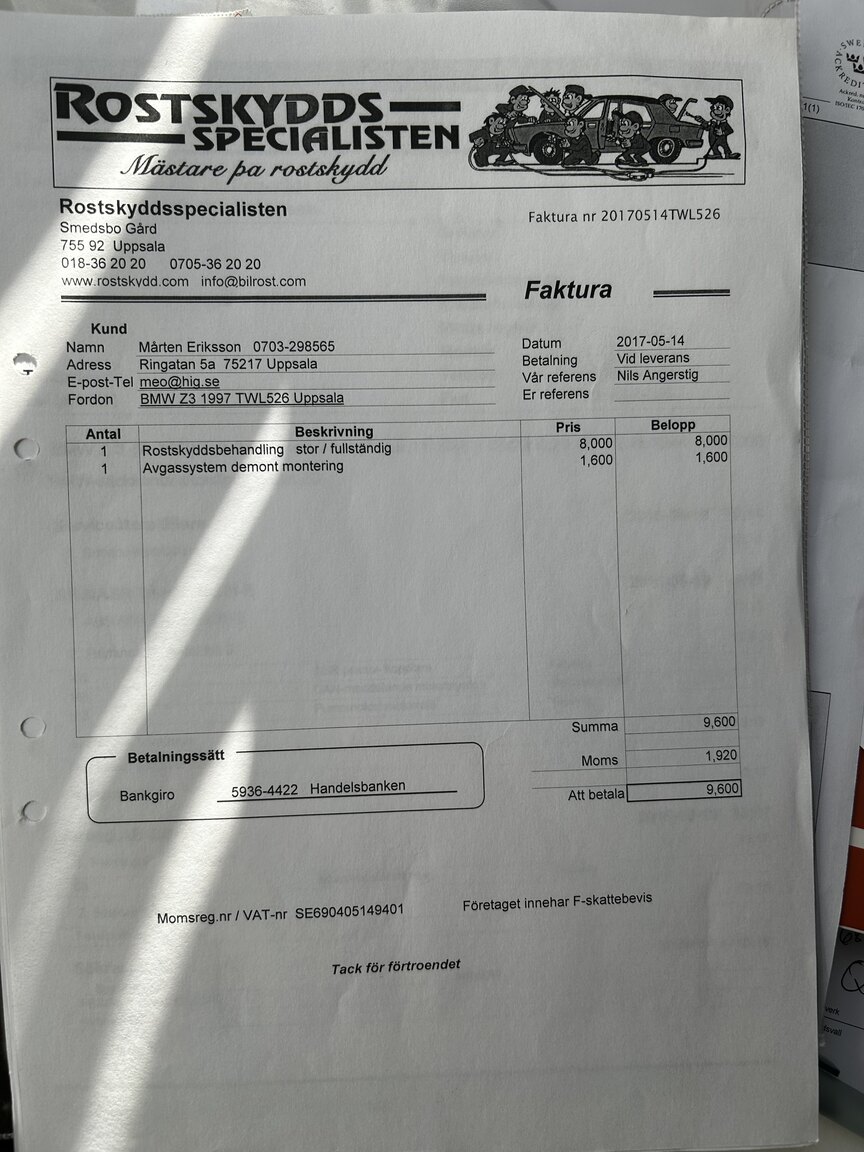 ROSTSKYDDS
SPECIALISTEN
Mästare pa rostskydd
Rostskyddsspecialisten
Smedsbo Gård
755 92 Uppsala
018-36 20 20 0705-36 20 20
www.rostskydd.com info@bilrost.com
Faktura nr 20170514TWL526
Faktura
Kund
Namn Mårten Eriksson 0703-298565
Adress Ringatan 5a 75217 Uppsala
E-post-Tel meo@hig.se
Fordon BMW Z3 1997 TWL526 Uppsala
Datum 2017-05-14
Betalning Vid leverans
Vår referens Nils Angerstig
Er referens
Antal Beskrivning Pris Belopp
1 Rostskyddsbehandling stor / fullständig 8,000 8,000
1 Avgassystem demont montering 1,600 1,600
Summa 9,600
Moms 1,920
Att betala 9,600
Betalningssätt
Bankgiro 5936-4422 Handelsbanken
Momsreg.nr / VAT-nr SE690405149401 Företaget innehar F-skattebevis
Tack för förtroendet
1(1)